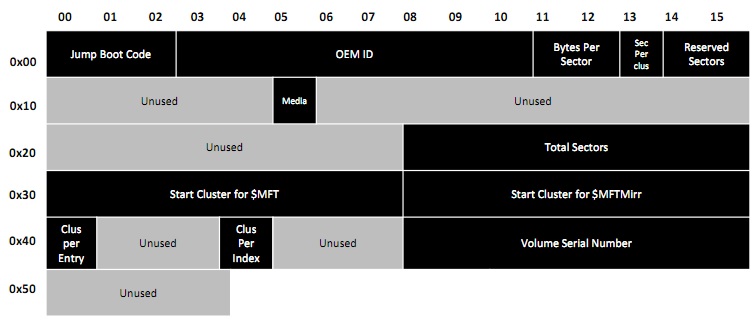 00 01 02 03 04 05 06 07 08 09 10 11 12 13 14 15
0x00
Jump Boot Code
OEM ID
Bytes Per
Sector
Sec
Per
clus
Reserved
Sectors
0x10
Unused
Media
Unused
0x20
Unused
Total Sectors
0x30
Start Cluster for $MFT
Start Cluster for $MFTMirr
0x40
Clus
per
Entry
Unused
Clus
Per
Index
Unused
Volume Serial Number
0x50
Unused